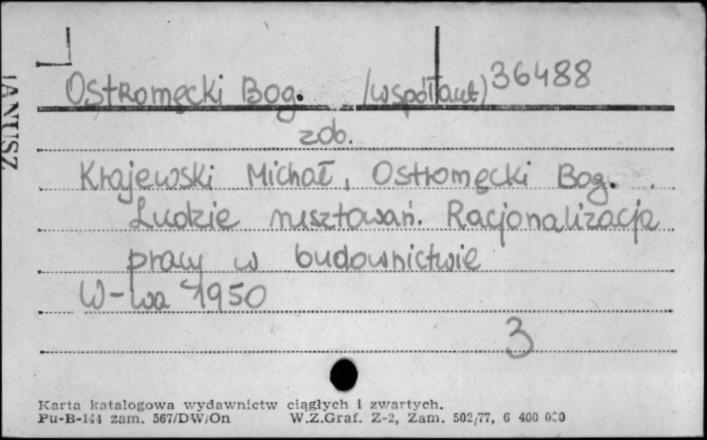 Ostromęcki Bog. (współaut) 36488
zob.
Krajewski Michał, Ostromęcki Bog.
Ludzie rusztowań. Racjonalizacja
pracy w budownictwie
W-wa 1950
3
JANUSZ
Karta katalogowa wydawnictw ciągłych i zwartych.
Pu-B-144 zam. 567/DW/On W.Z.Graf. Z-2, Zam. 502/77, 6 400 000